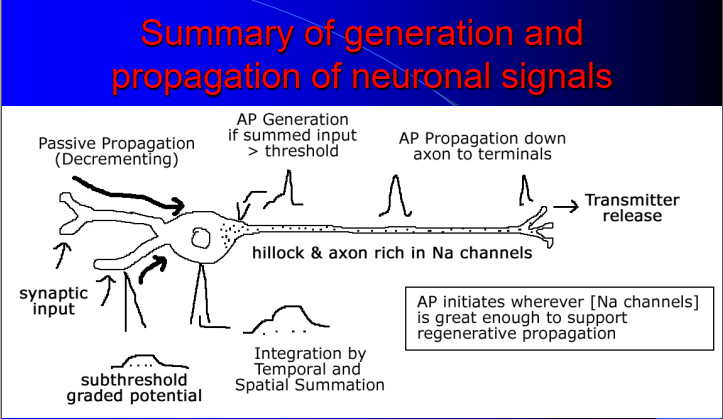 Summary of generation and
propagation of neuronal signals
Passive Propagation
(Decrementing)
AP Generation
if summed input
> threshold
AP Propagation down
axon to terminals
Transmitter
release
hillock & axon rich in Na channels
synaptic
input
AP initiates wherever [Na channels]
is great enough to support
regenerative propagation
Integration by
Temporal and
Spatial Summation
subthreshold
graded potential